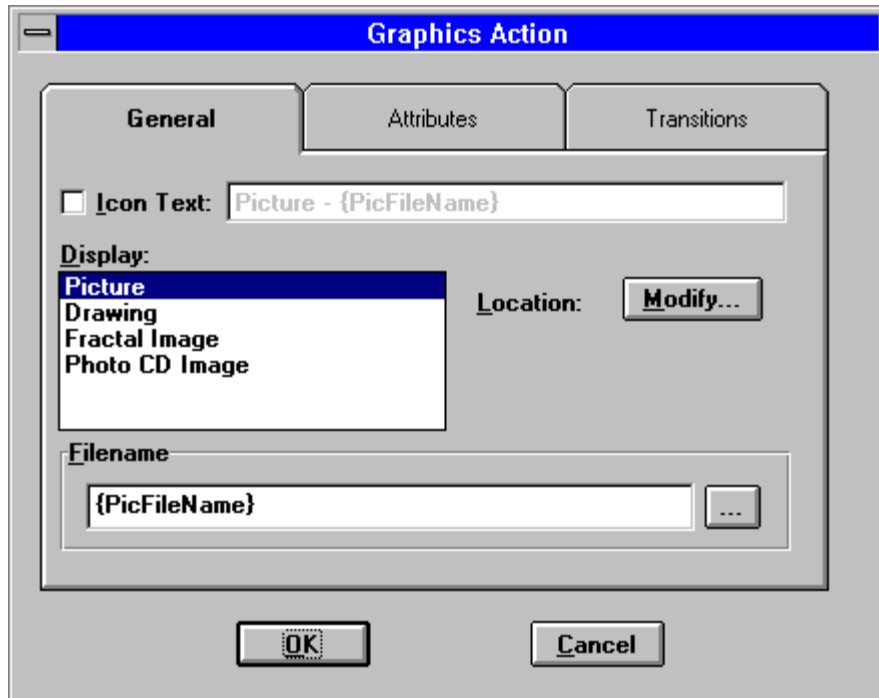 Graphics Action
General
Attributes
Transitions
Icon Text: Picture - {PicFileName}
Display:
Picture
Drawing
Fractal Image
Photo CD Image
Location: Modify...
Filename
{PicFileName} ...
OK
Cancel